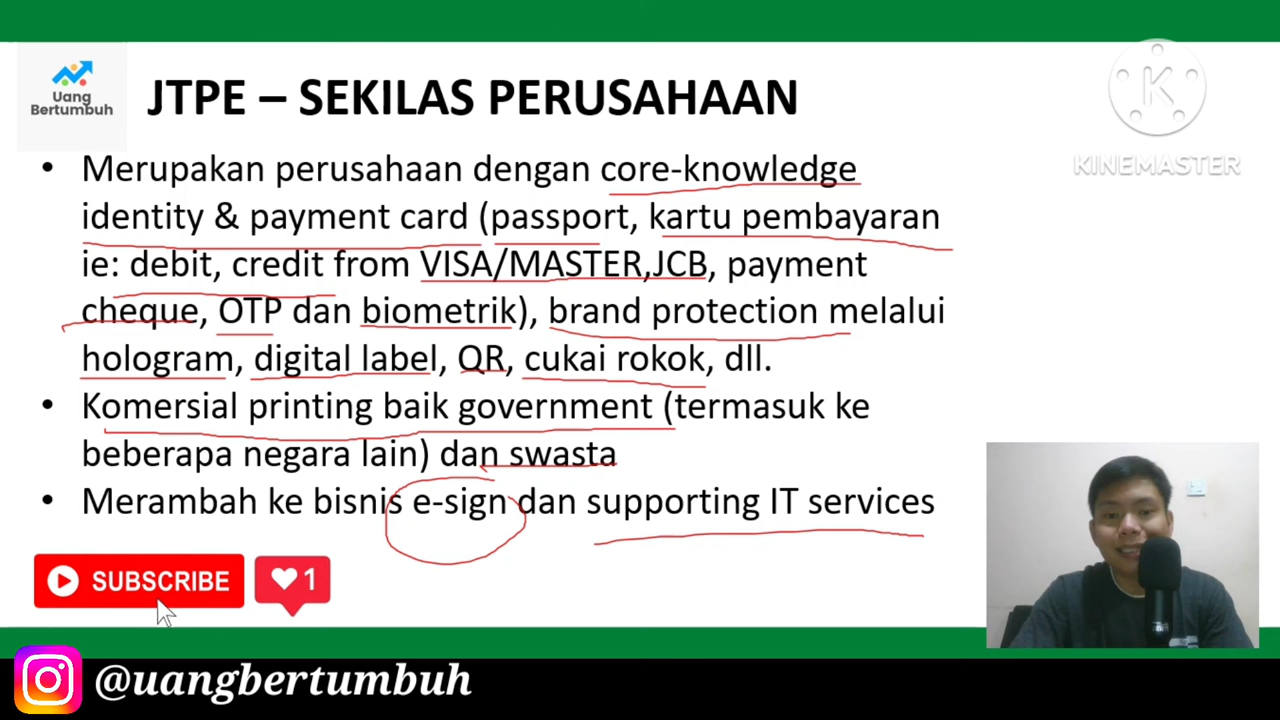 Uang
Bertumbuh
JTPE – SEKILAS PERUSAHAAN
KINEMASTER
• Merupakan perusahaan dengan core-knowledge
identity & payment card (passport, kartu pembayaran
ie: debit, credit from VISA/MASTER,JCB, payment
cheque, OTP dan biometrik), brand protection melalui
hologram, digital label, QR, cukai rokok, dll.
• Komersial printing baik government (termasuk ke
beberapa negara lain) dan swasta
• Merambah ke bisnis e-sign dan supporting IT services
SUBSCRIBE
1
@uangbertumbuh